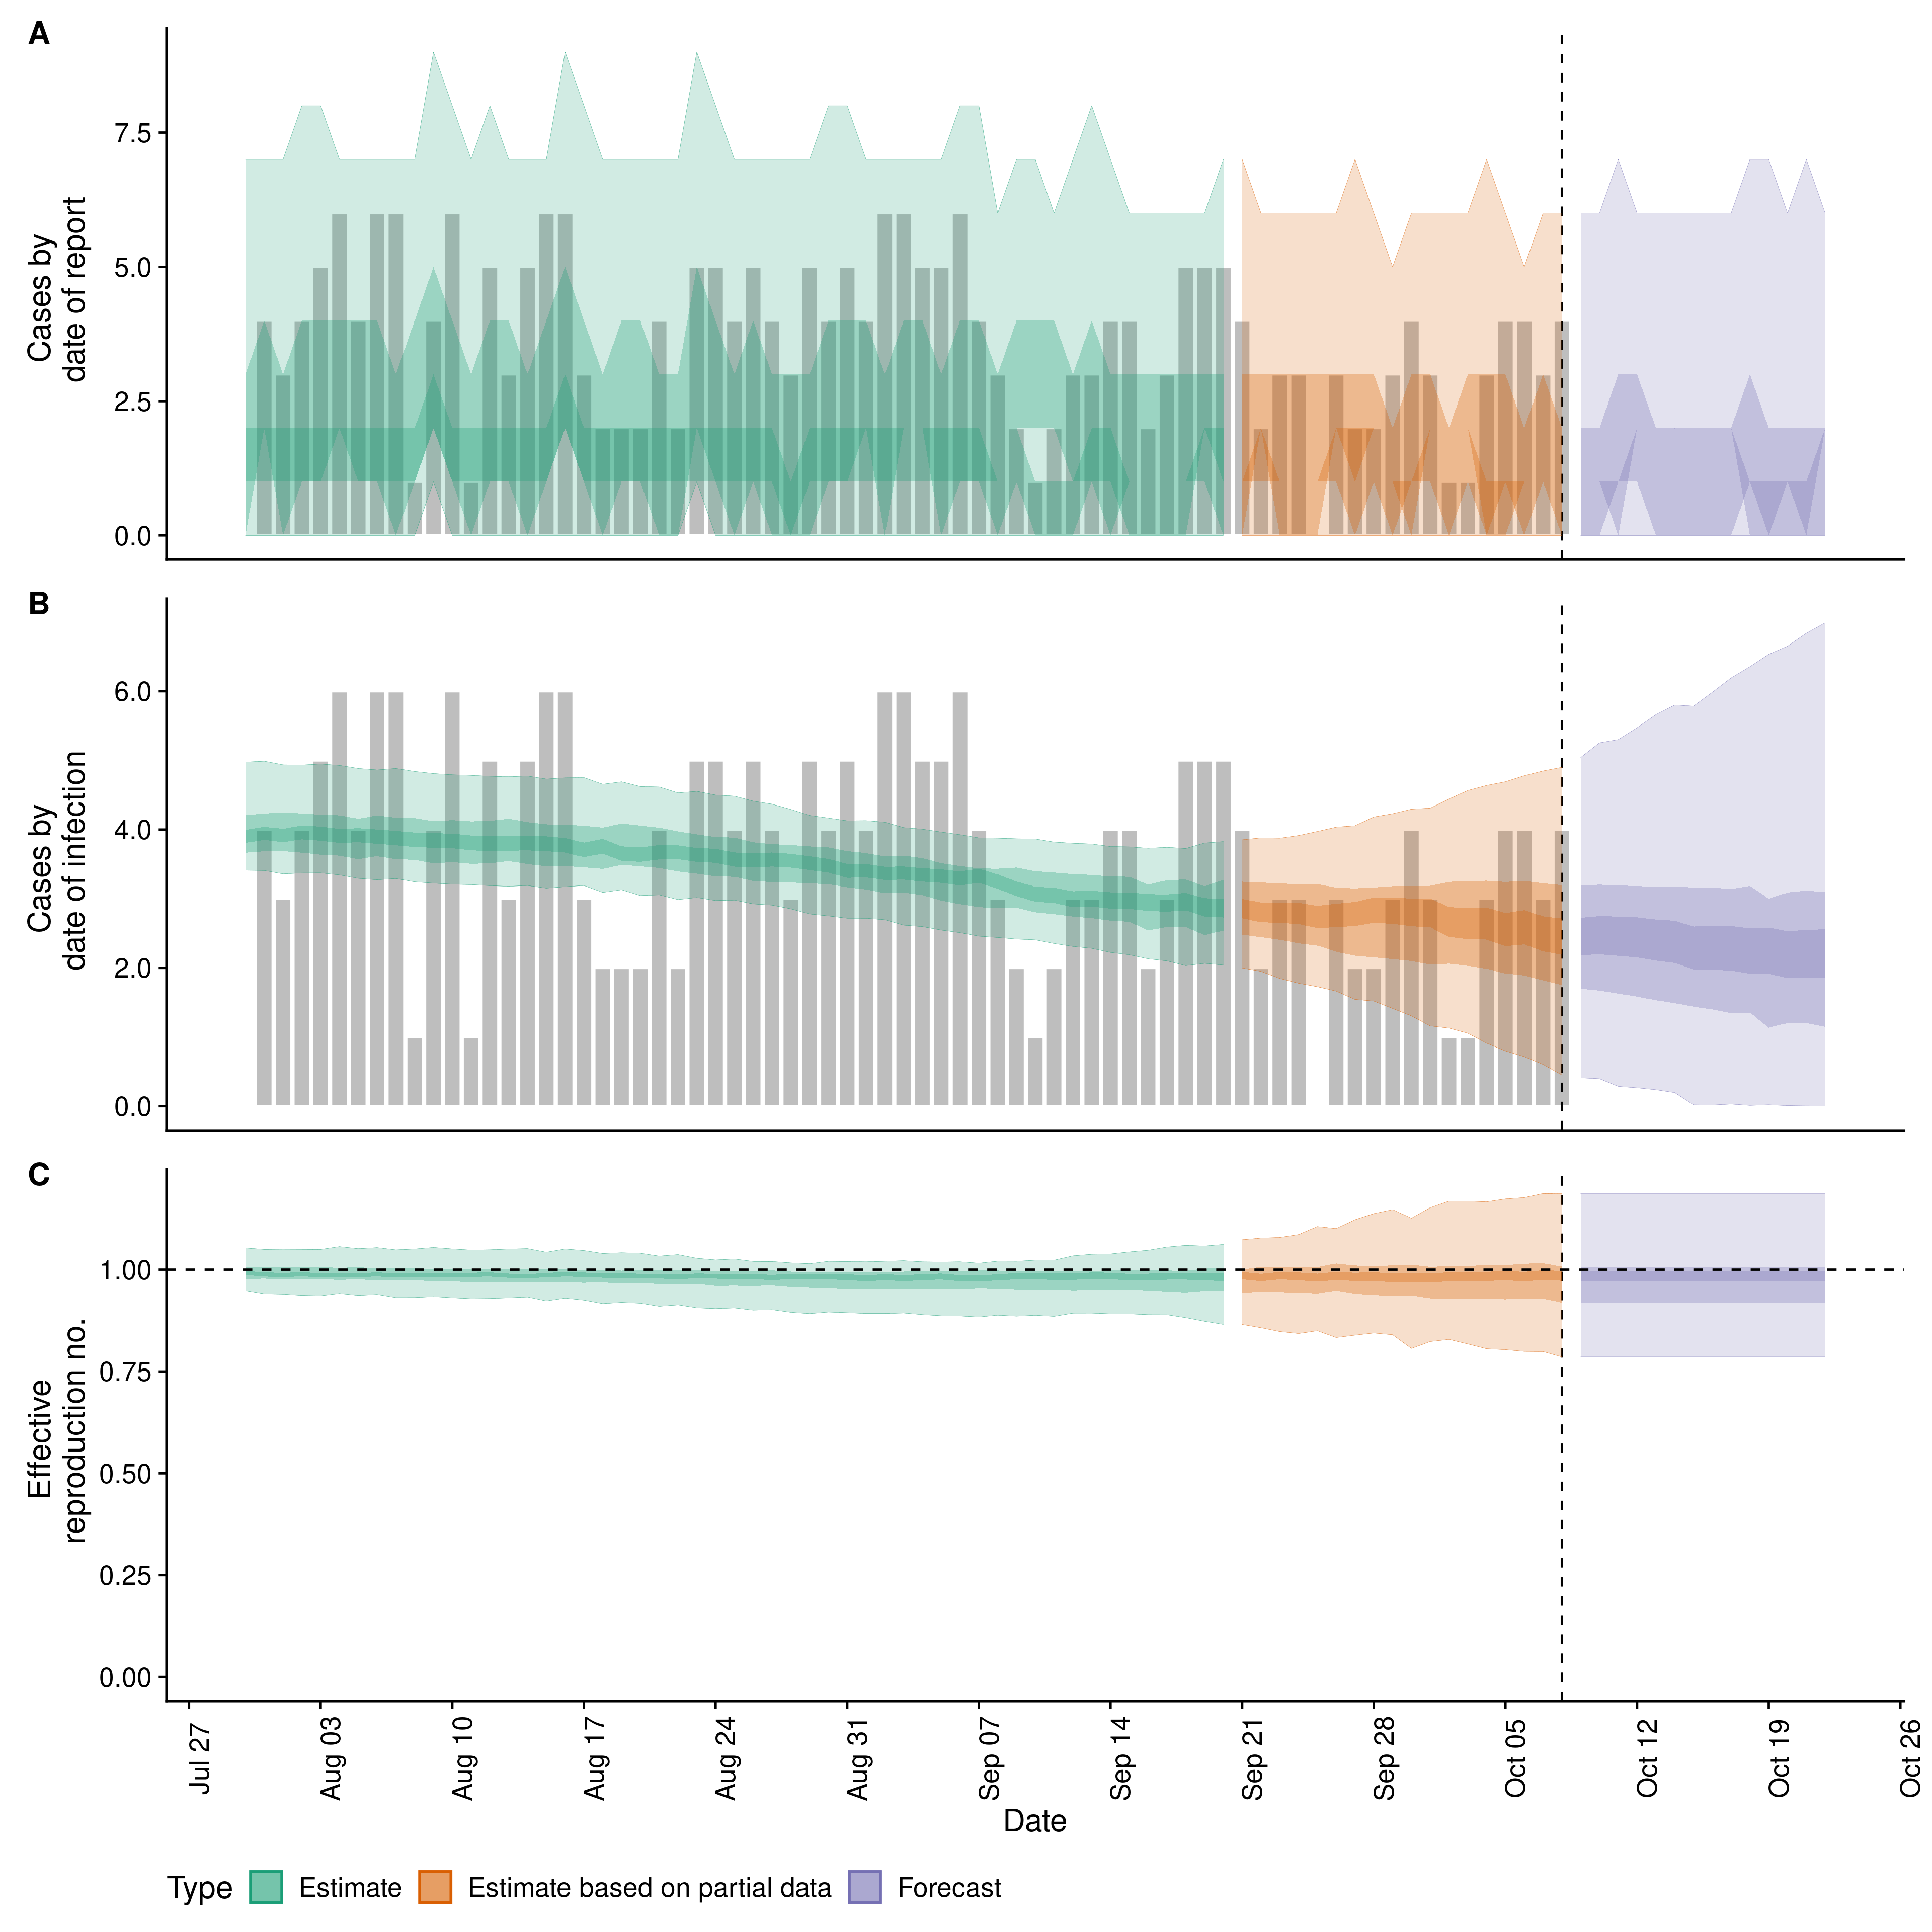 A
Cases by
date of report
7.5
5.0
2.5
0.0
B
Cases by
date of infection
6.0
4.0
2.0
0.0
C
Effective
reproduction no.
1.00
0.75
0.50
0.25
0.00
Jul 27
Aug 03
Aug 10
Aug 17
Aug 24
Aug 31
Sep 07
Sep 14
Sep 21
Sep 28
Oct 05
Oct 12
Oct 19
Oct 26
Date
Type Estimate Estimate based on partial data Forecast